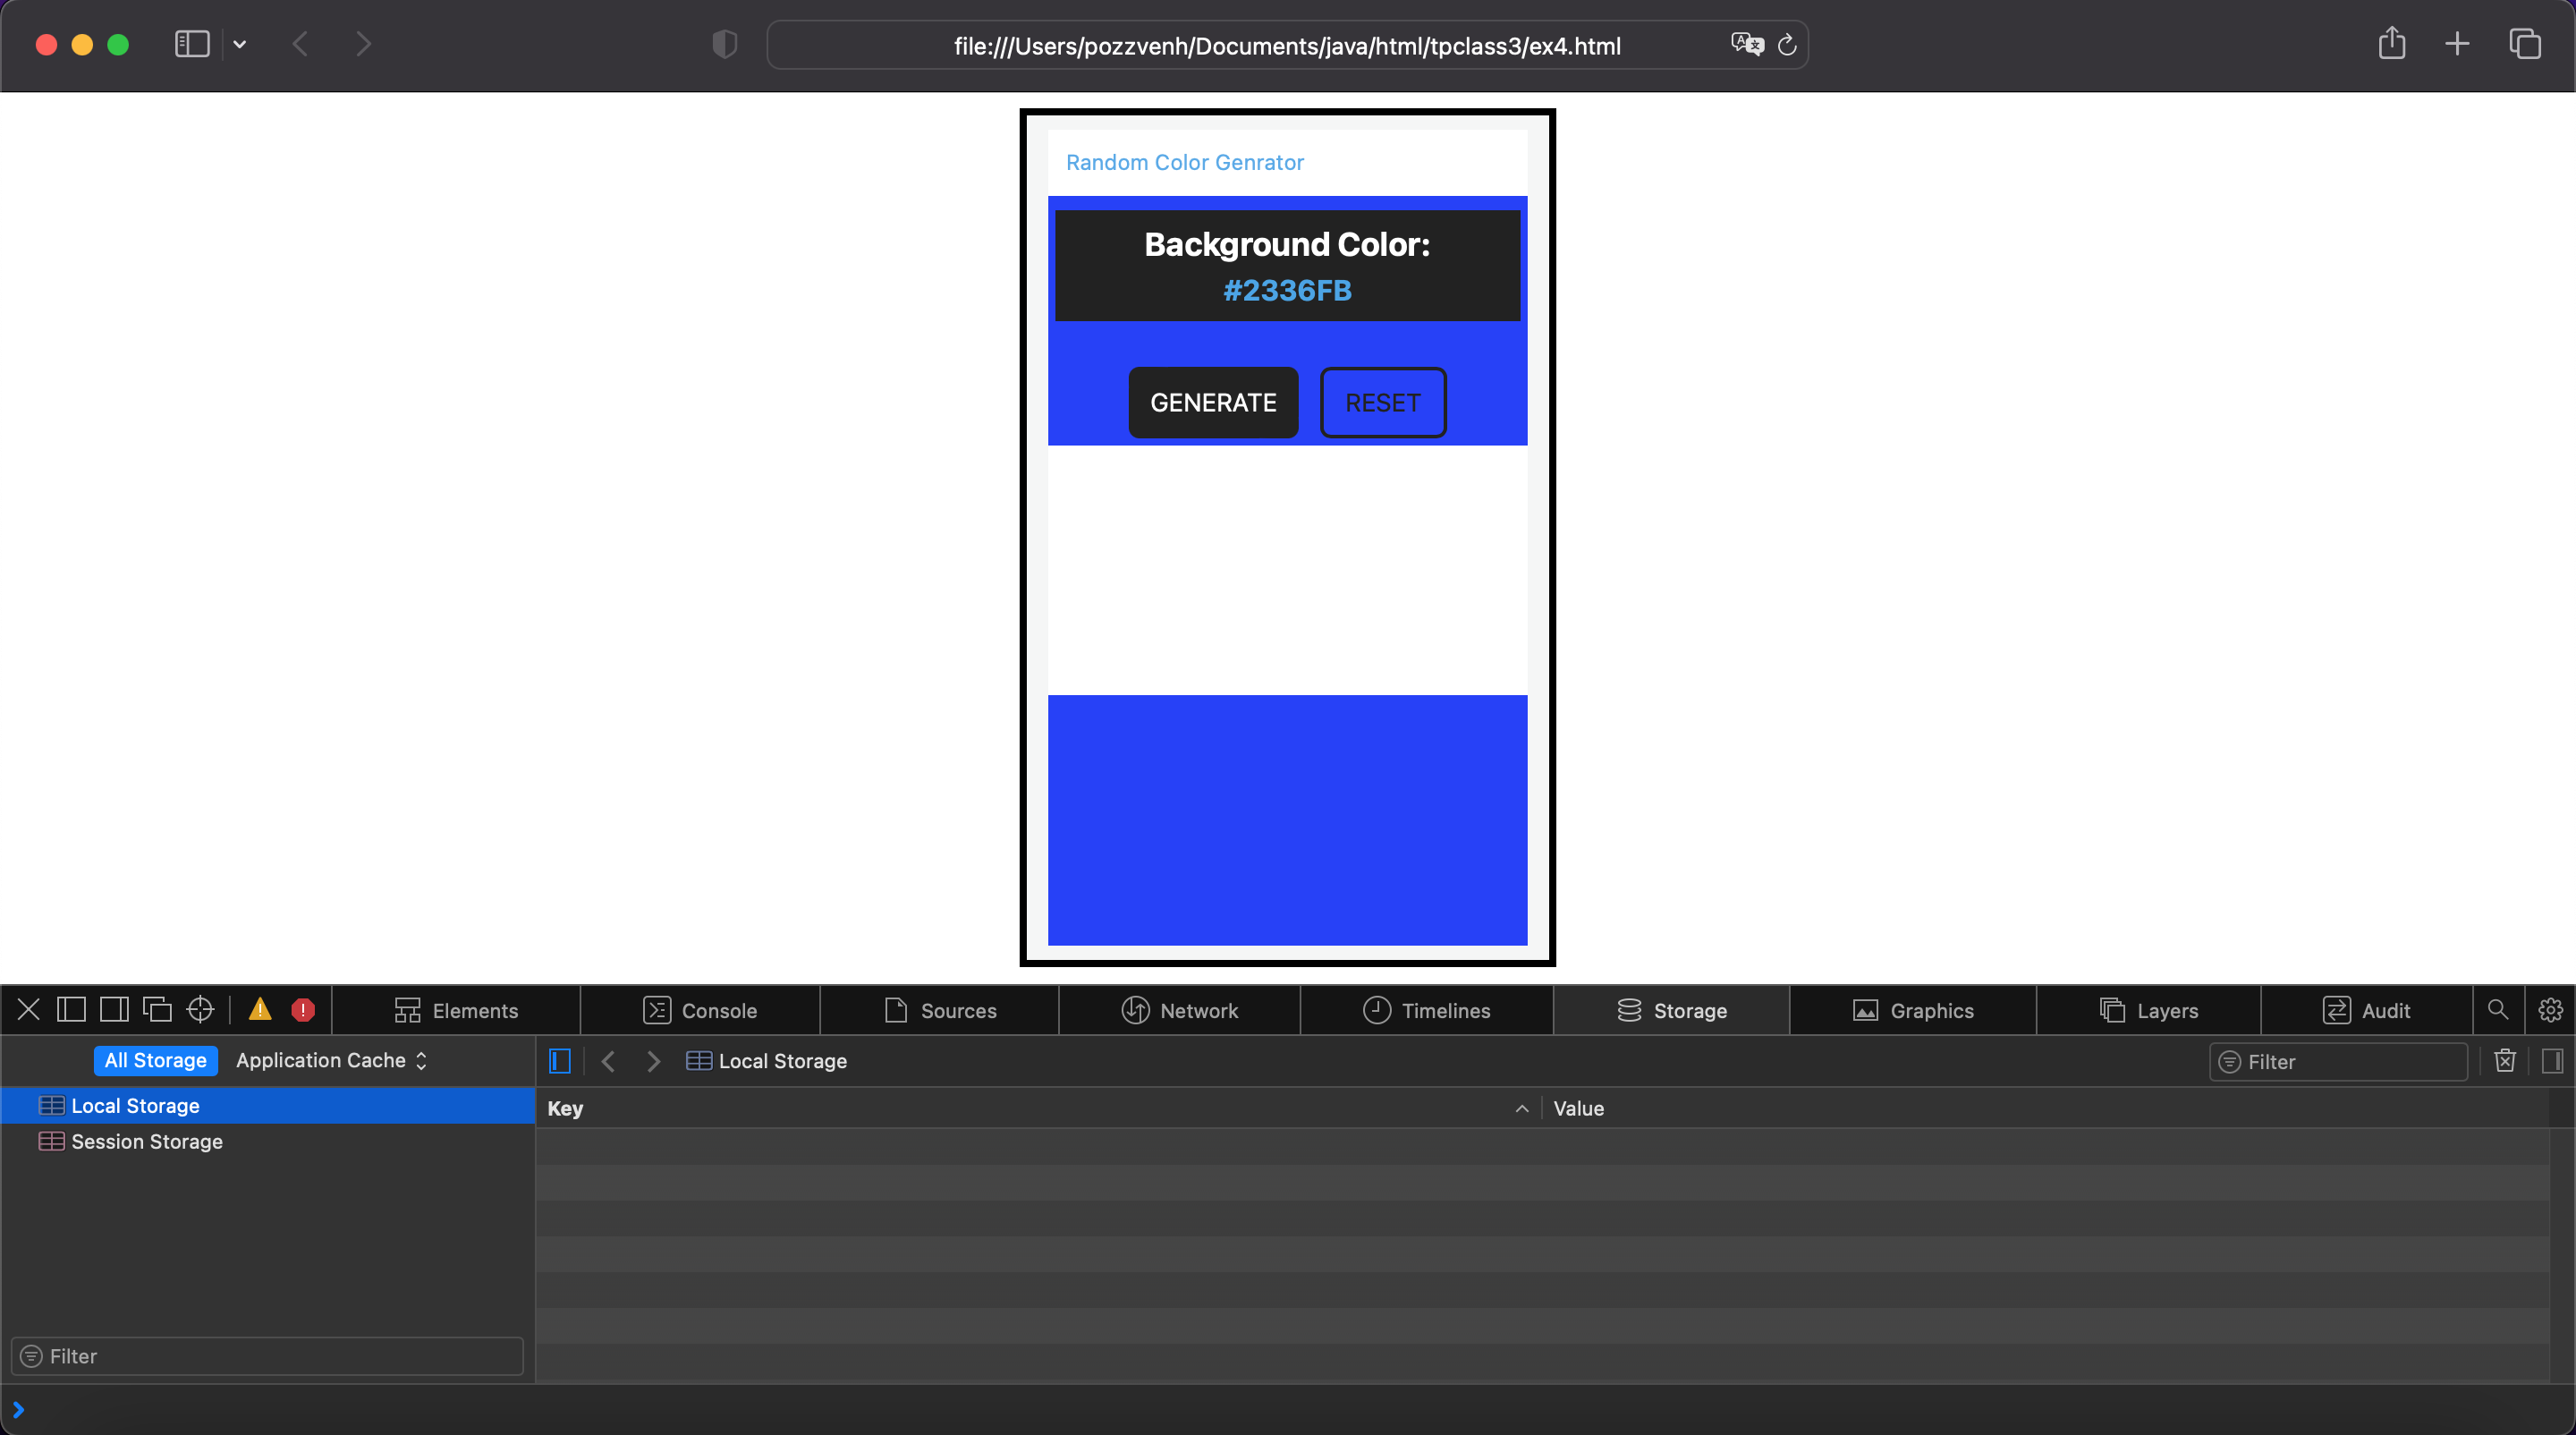 file:///Users/pozzvenh/Documents/java/html/tpclass3/ex4.html
Random Color Genrator
Background Color:
#2336FB
GENERATE
RESET
Elements
Console
Sources
Network
Timelines
Storage
Graphics
Layers
Audit
All Storage
Application Cache
Local Storage
Filter
Local Storage
Session Storage
Key
Value
Filter